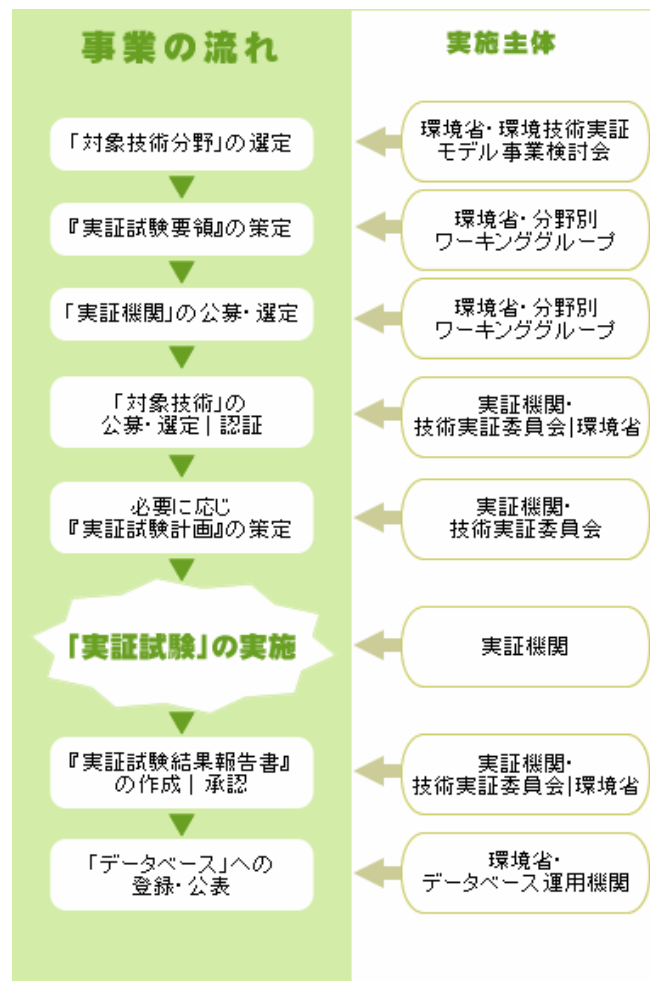 事業の流れ
実施主体
「対象技術分野」の選定
環境省・環境技術実証
モデル事業検討会
『実証試験要領』の策定
環境省・分野別
ワーキンググループ
「実証機関」の公募・選定
環境省・分野別
ワーキンググループ
「対象技術」の
公募・選定|認証
実証機関・
技術実証委員会|環境省
必要に応じ
『実証試験計画』の策定
実証機関・
技術実証委員会
「実証試験」の実施
実証機関
『実証試験結果報告書』
の作成|承認
実証機関・
技術実証委員会|環境省
「データベース」への
登録・公表
環境省・
データベース運用機関